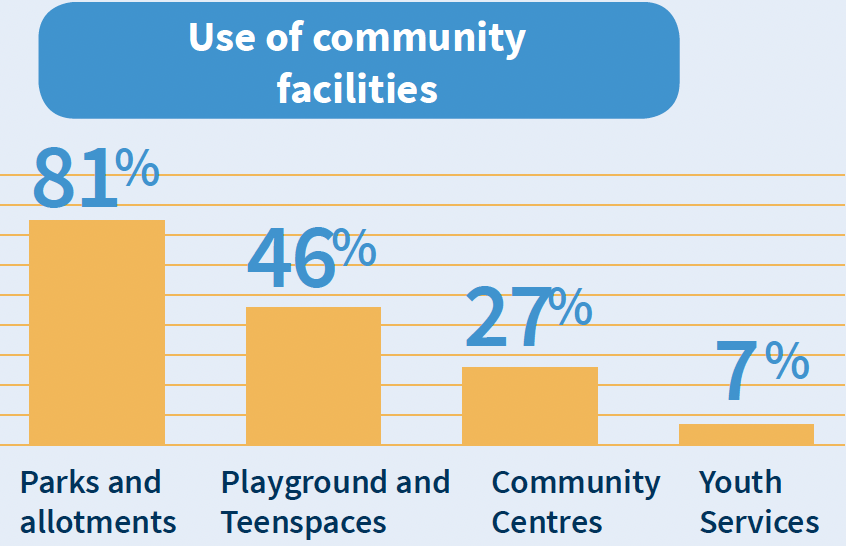 Use of community
facilities
81%
46%
27%
7%
Parks and
allotments
Playground and
Teenspaces
Community
Centres
Youth
Services